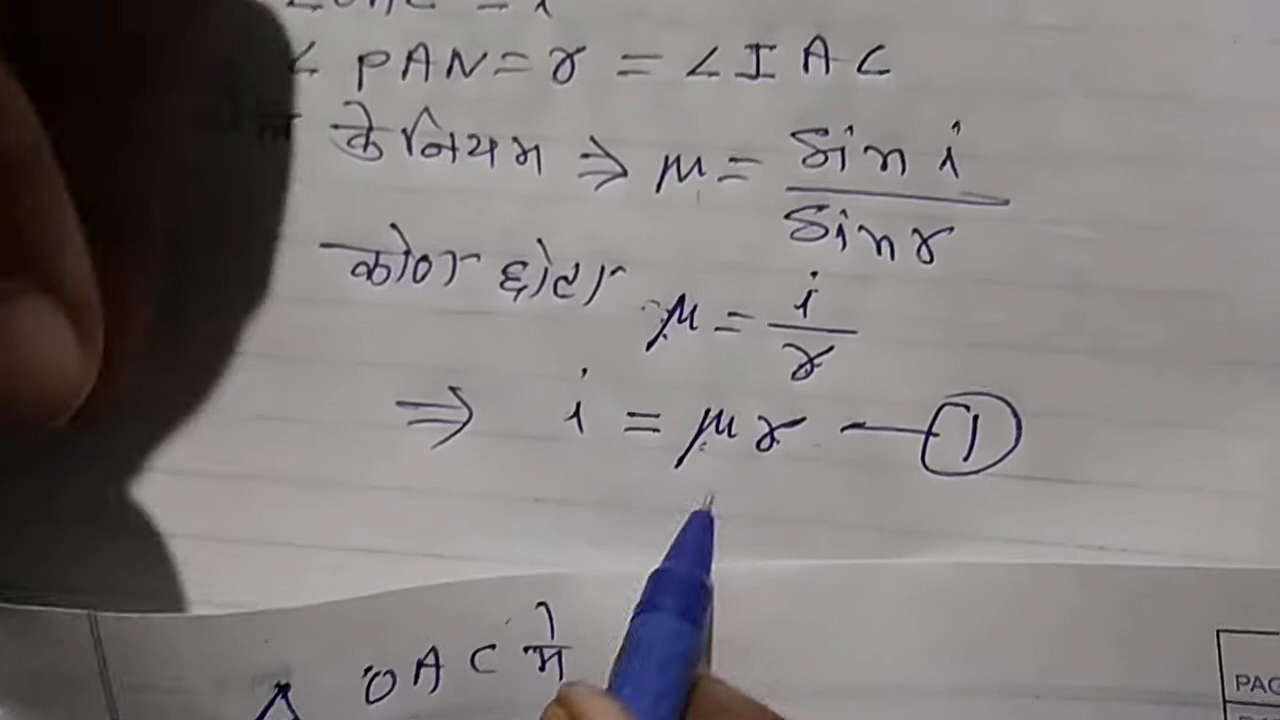 ∠ PAN = r = ∠IAC
के नियम ⇒ μ = sin i / sin r
कोण छोटा μ = i / r
⇒ i = μr — ①
Δ OAC में
PAG